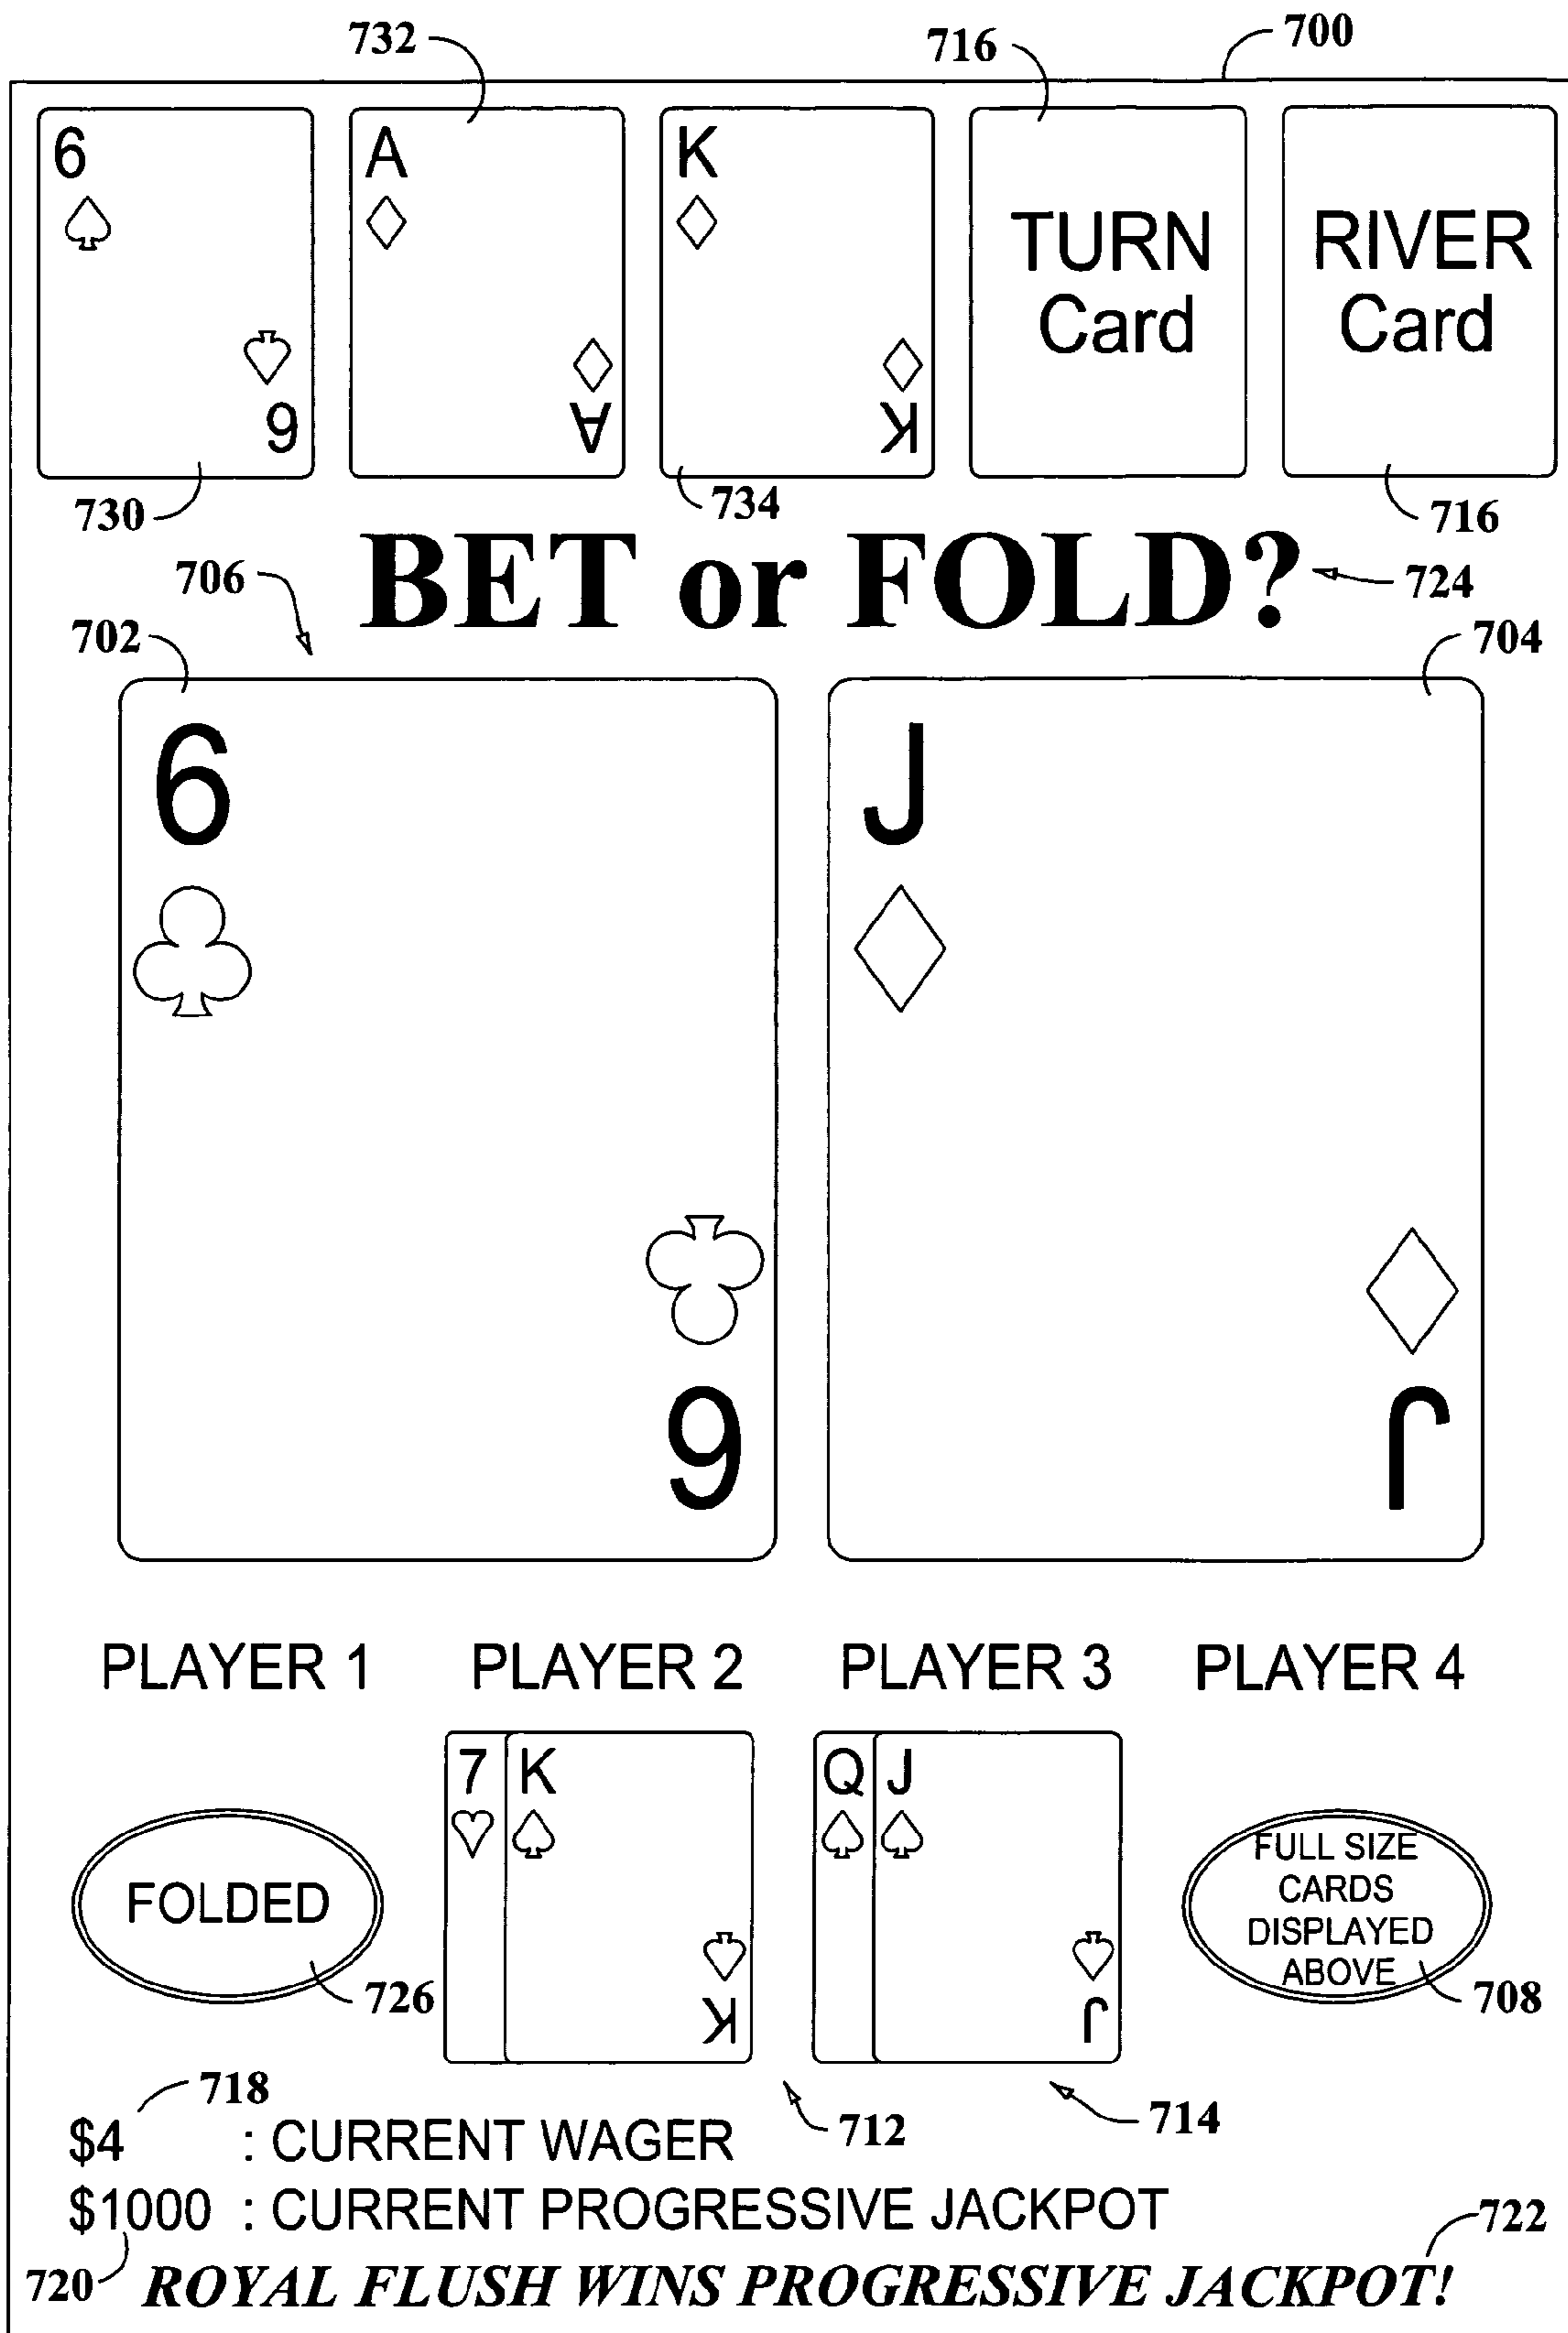 732 716 700
6 A K
TURN Card RIVER Card
6 A K
730 734 716
706 BET or FOLD? 724
702 704
6 J
6 J
PLAYER 1 PLAYER 2 PLAYER 3 PLAYER 4
7 K Q J
FOLDED
FULL SIZE
CARDS
DISPLAYED
ABOVE
726 K J 708
718 712 714
$4 : CURRENT WAGER
$1000 : CURRENT PROGRESSIVE JACKPOT
722
720 ROYAL FLUSH WINS PROGRESSIVE JACKPOT!